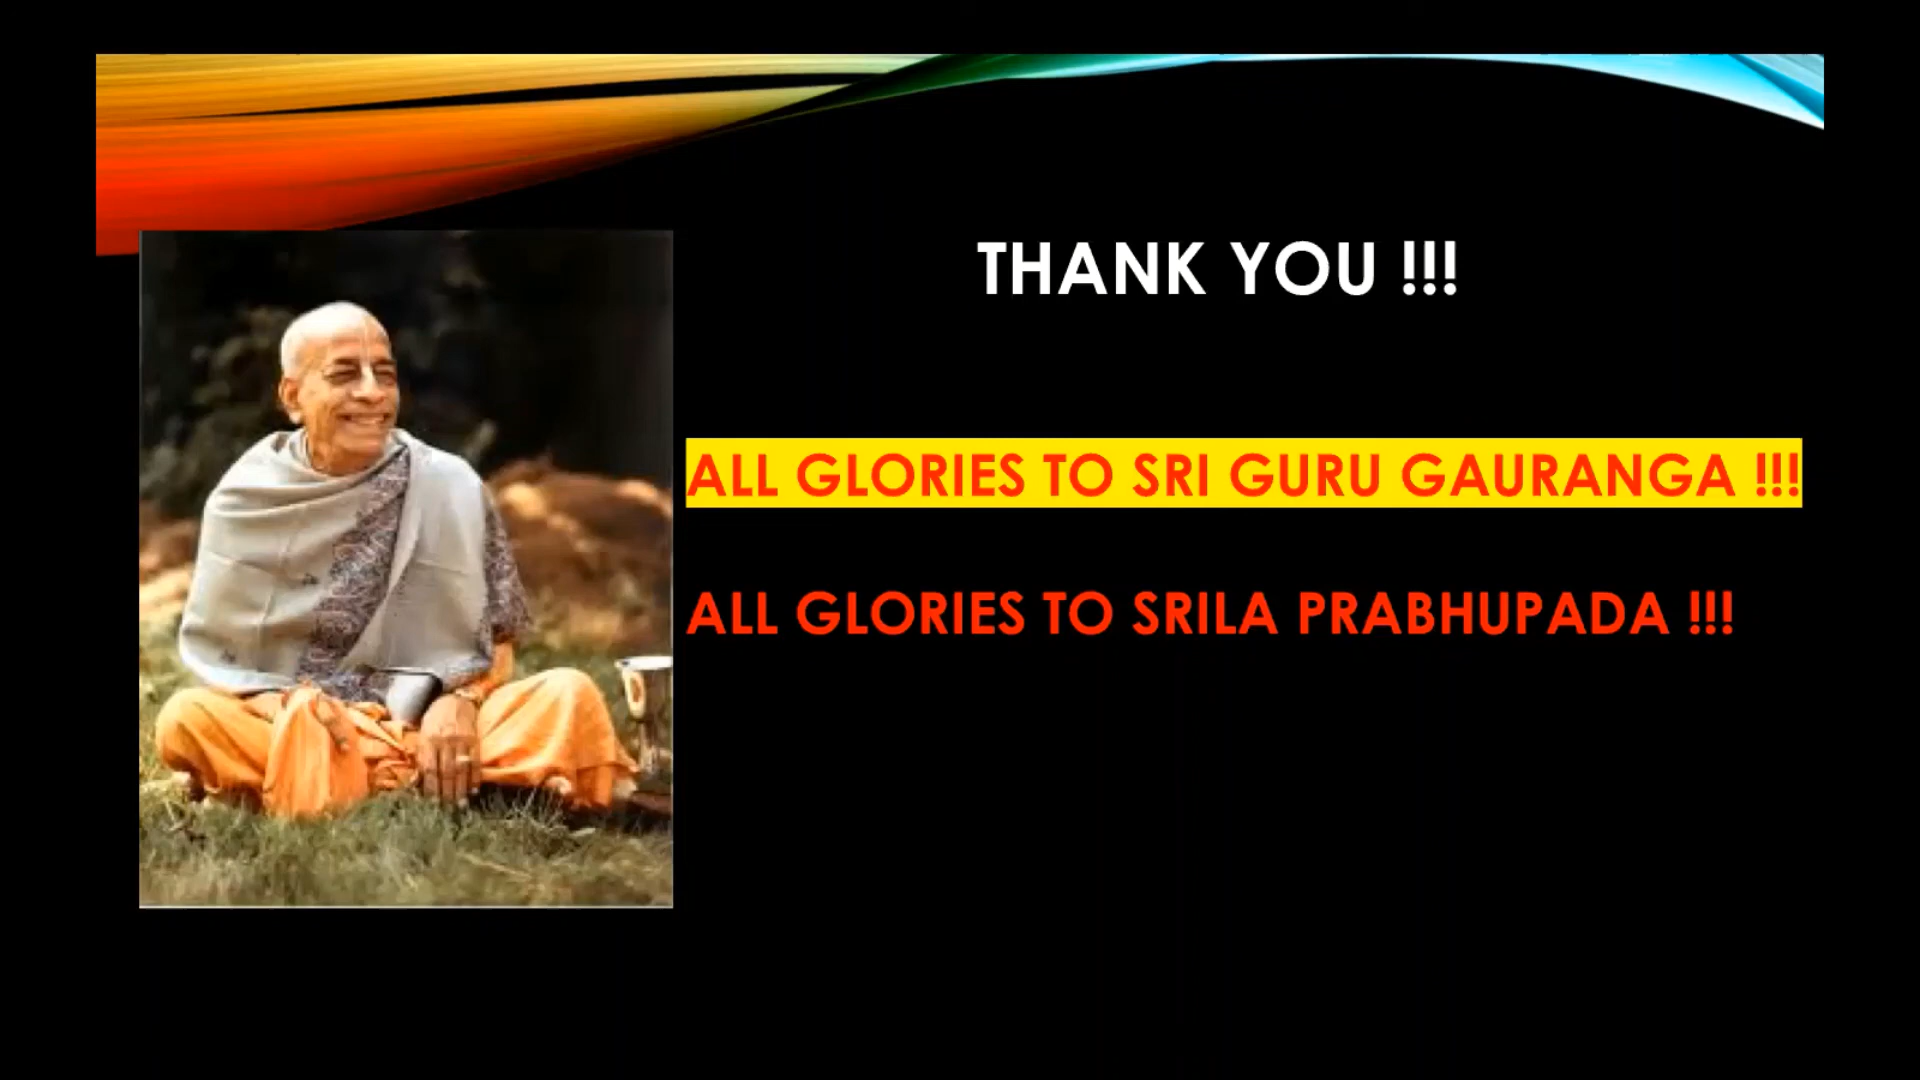 THANK YOU !!!
ALL GLORIES TO SRI GURU GAURANGA !!!
ALL GLORIES TO SRILA PRABHUPADA !!!